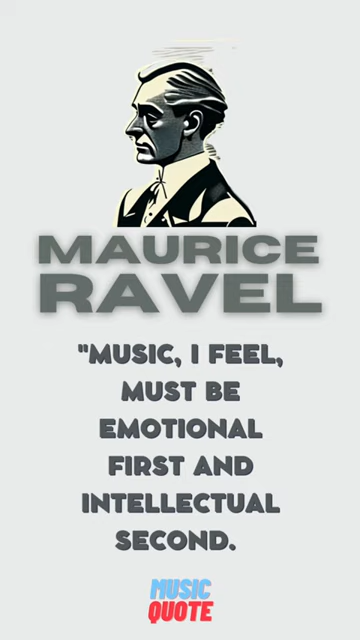 MAURICE
RAVEL
"MUSIC, I FEEL,
MUST BE
EMOTIONAL
FIRST AND
INTELLECTUAL
SECOND.
MUSIC
QUOTE